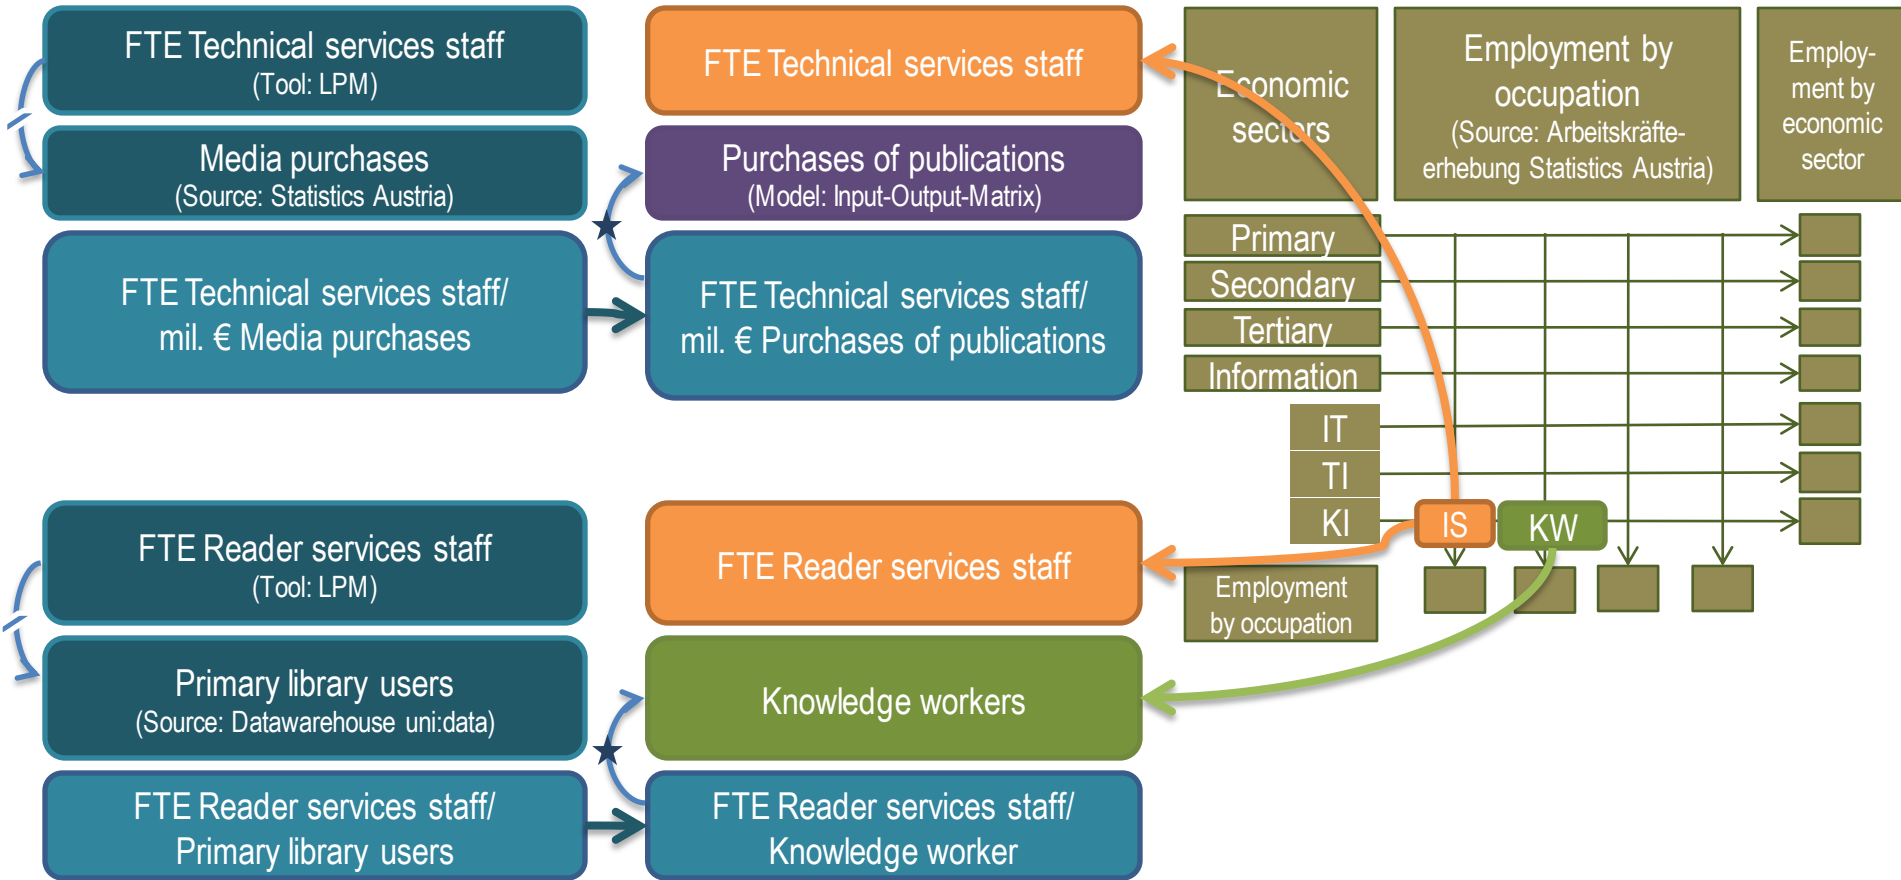 FTE Technical services staff
(Tool: LPM)
Media purchases
(Source: Statistics Austria)
FTE Technical services staff/
mil. € Media purchases
FTE Technical services staff
Purchases of publications
(Model: Input-Output-Matrix)
FTE Technical services staff/
mil. € Purchases of publications
FTE Reader services staff
(Tool: LPM)
Primary library users
(Source: Datawarehouse uni:data)
FTE Reader services staff/
Primary library users
FTE Reader services staff
Knowledge workers
FTE Reader services staff/
Knowledge worker
Economic
sectors
Employment by
occupation
(Source: Arbeitskräfte-
erhebung Statistics Austria)
Employ-
ment by
economic
sector
Primary
Secondary
Tertiary
Information
IT
TI
KI
IS
KW
Employment
by occupation